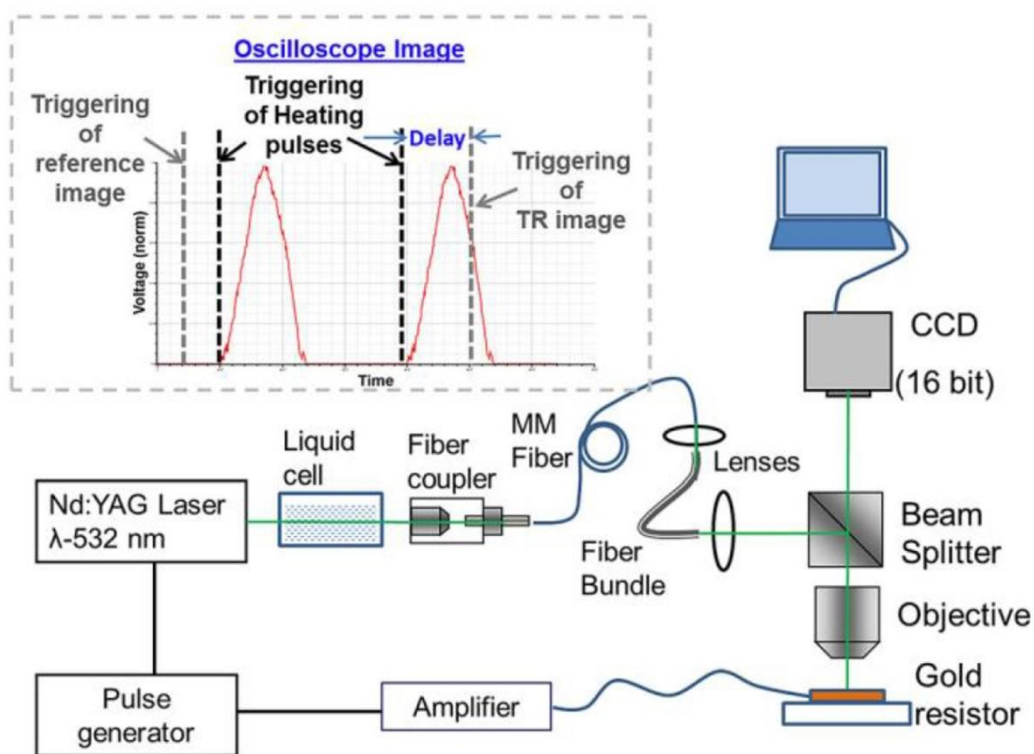 Oscilloscope Image
Triggering
of
reference
image
Triggering
of Heating
pulses
Delay
Triggering
of
TR image
Voltage (norm)
Time
CCD
(16 bit)
MM
Fiber
Liquid
cell
Fiber
coupler
Lenses
Nd:YAG Laser
λ-532 nm
Fiber
Bundle
Beam
Splitter
Objective
Gold
resistor
Pulse
generator
Amplifier